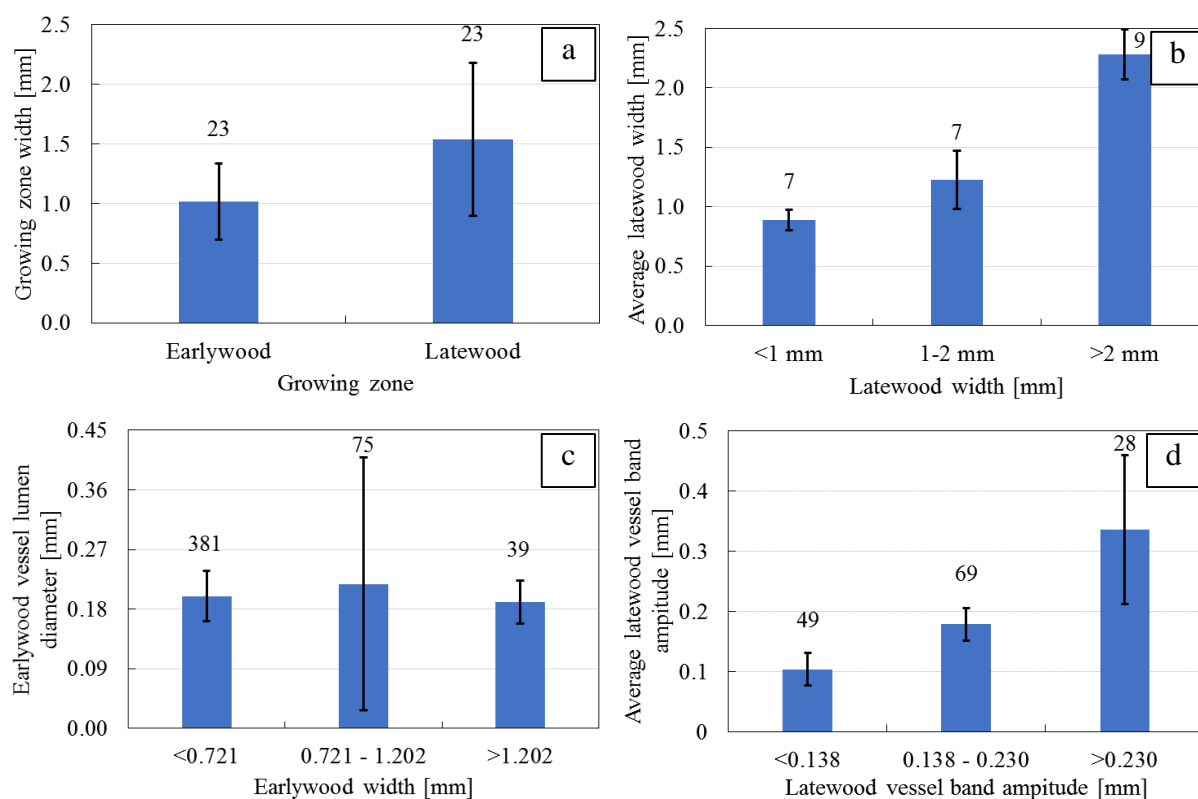 a
Growing zone width [mm]
2.5
2.0
1.5
1.0
0.5
0.0
23
23
Earlywood Latewood
Growing zone
b
Average latewood width [mm]
2.5
2.0
1.5
1.0
0.5
0.0
7
7
9
<1 mm 1-2 mm >2 mm
Latewood width [mm]
c
Earlywood vessel lumen
diameter [mm]
0.45
0.36
0.27
0.18
0.09
0.00
381
75
39
<0.721 0.721 - 1.202 >1.202
Earlywood width [mm]
d
Average latewood vessel band
ampitude [mm]
0.5
0.4
0.3
0.2
0.1
0
49
69
28
<0.138 0.138 - 0.230 >0.230
Latewood vessel band ampitude [mm]